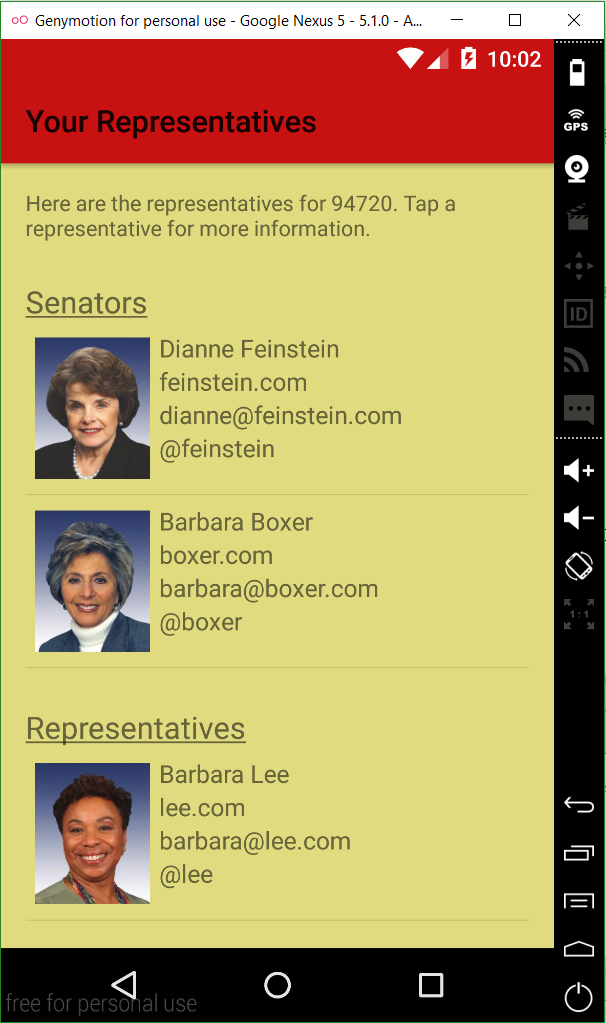 Genymotion for personal use - Google Nexus 5 - 5.1.0 - A...
10:02
GPS
Your Representatives
Here are the representatives for 94720. Tap a
representative for more information.
ID
Senators
Dianne Feinstein
feinstein.com
dianne@feinstein.com
@feinstein
Barbara Boxer
boxer.com
barbara@boxer.com
@boxer
1:1
Representatives
Barbara Lee
lee.com
barbara@lee.com
@lee
free for personal use